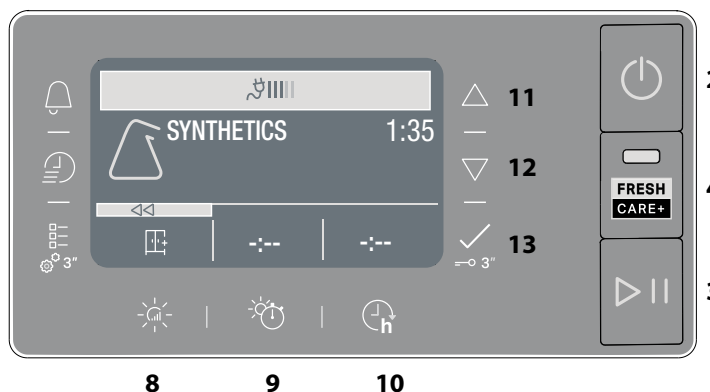 11
SYNTHETICS 1:35
12
FRESH
CARE+
-:-- -:--
13
3"
3"
h
8 9 10